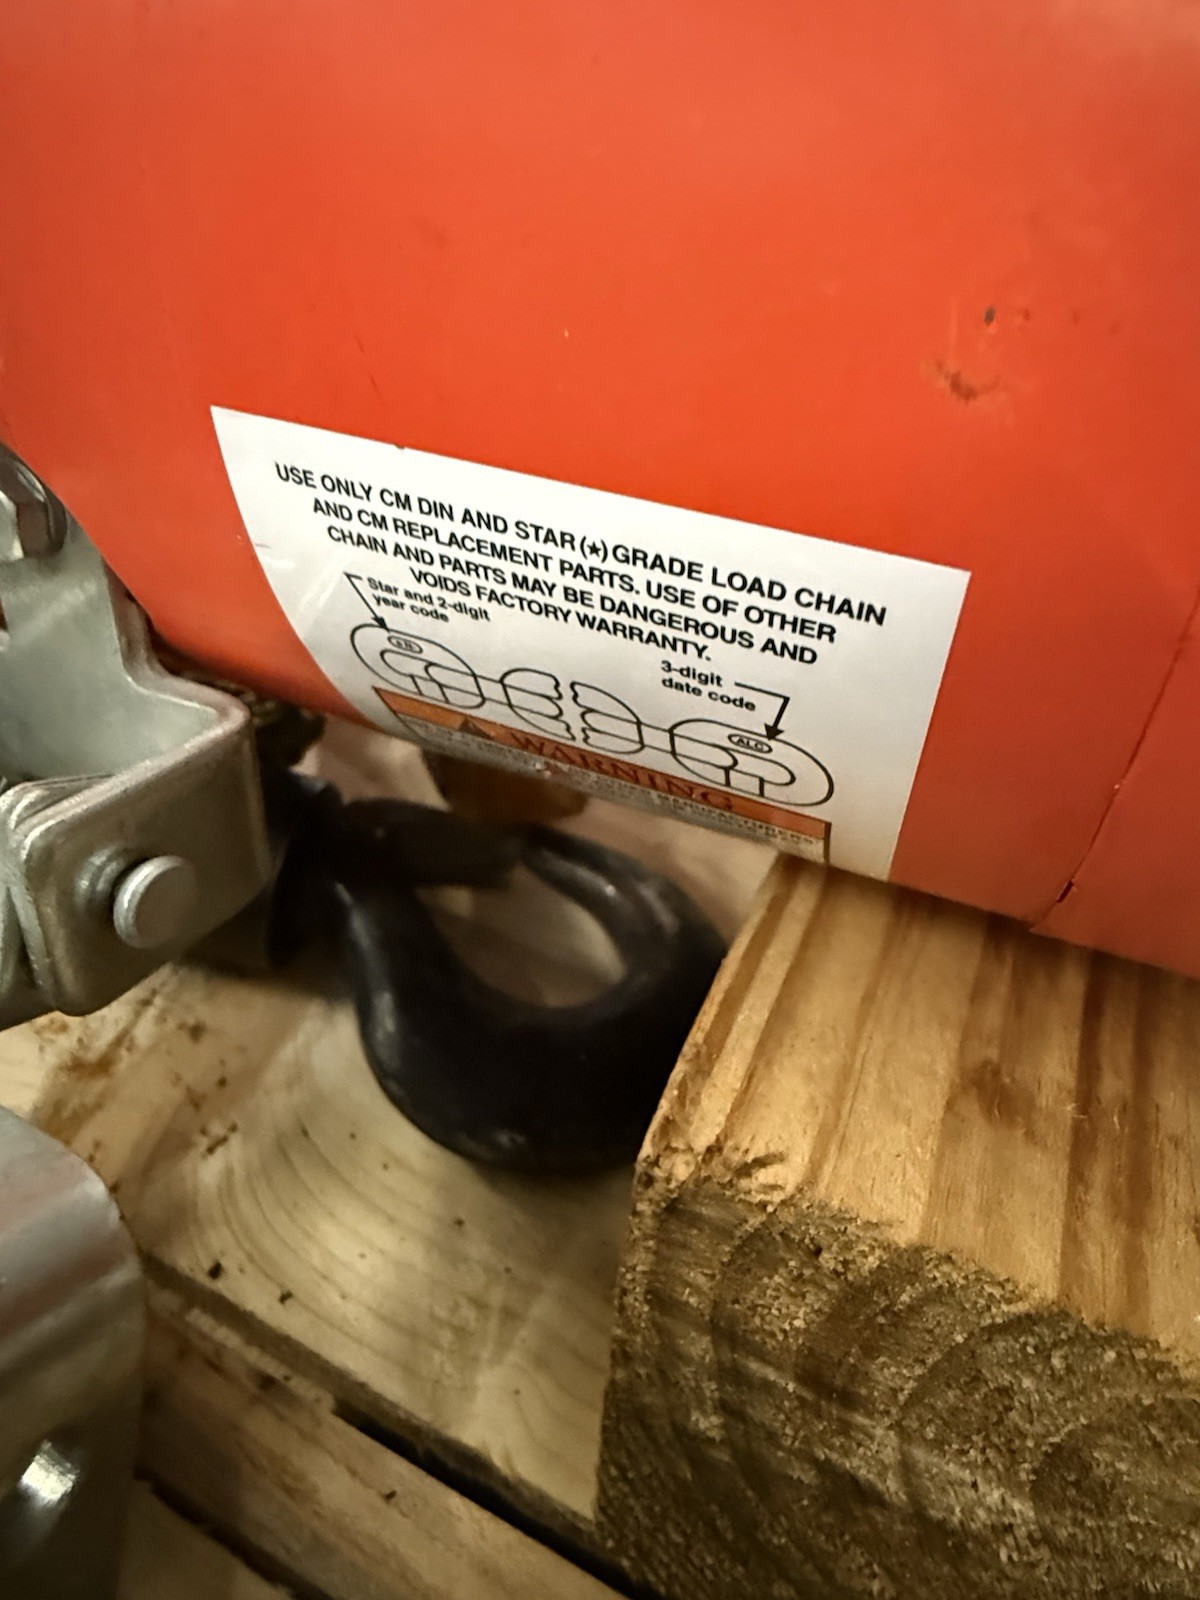 USE ONLY CM DIN AND STAR (★) GRADE LOAD CHAIN
AND CM REPLACEMENT PARTS. USE OF OTHER
CHAIN AND PARTS MAY BE DANGEROUS AND
VOIDS FACTORY WARRANTY.
Star and 2-digit
year code
3-digit
date code
ALC
WARNING